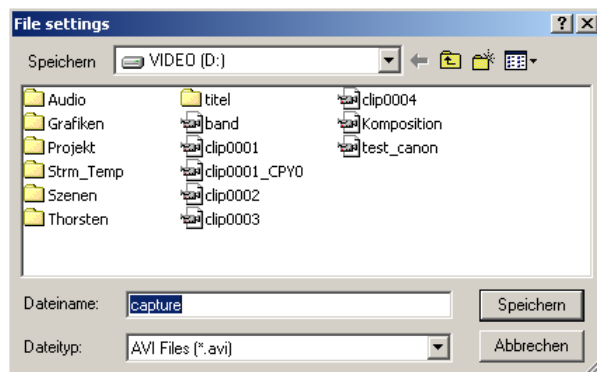 File settings
Speichern VIDEO (D:)
Audio titel clip0004
Grafiken band Komposition
Projekt clip0001 test_canon
Strm_Temp clip0001_CPY0
Szenen clip0002
Thorsten clip0003
Dateiname: capture Speichern
Dateityp: AVI Files (*.avi) Abbrechen